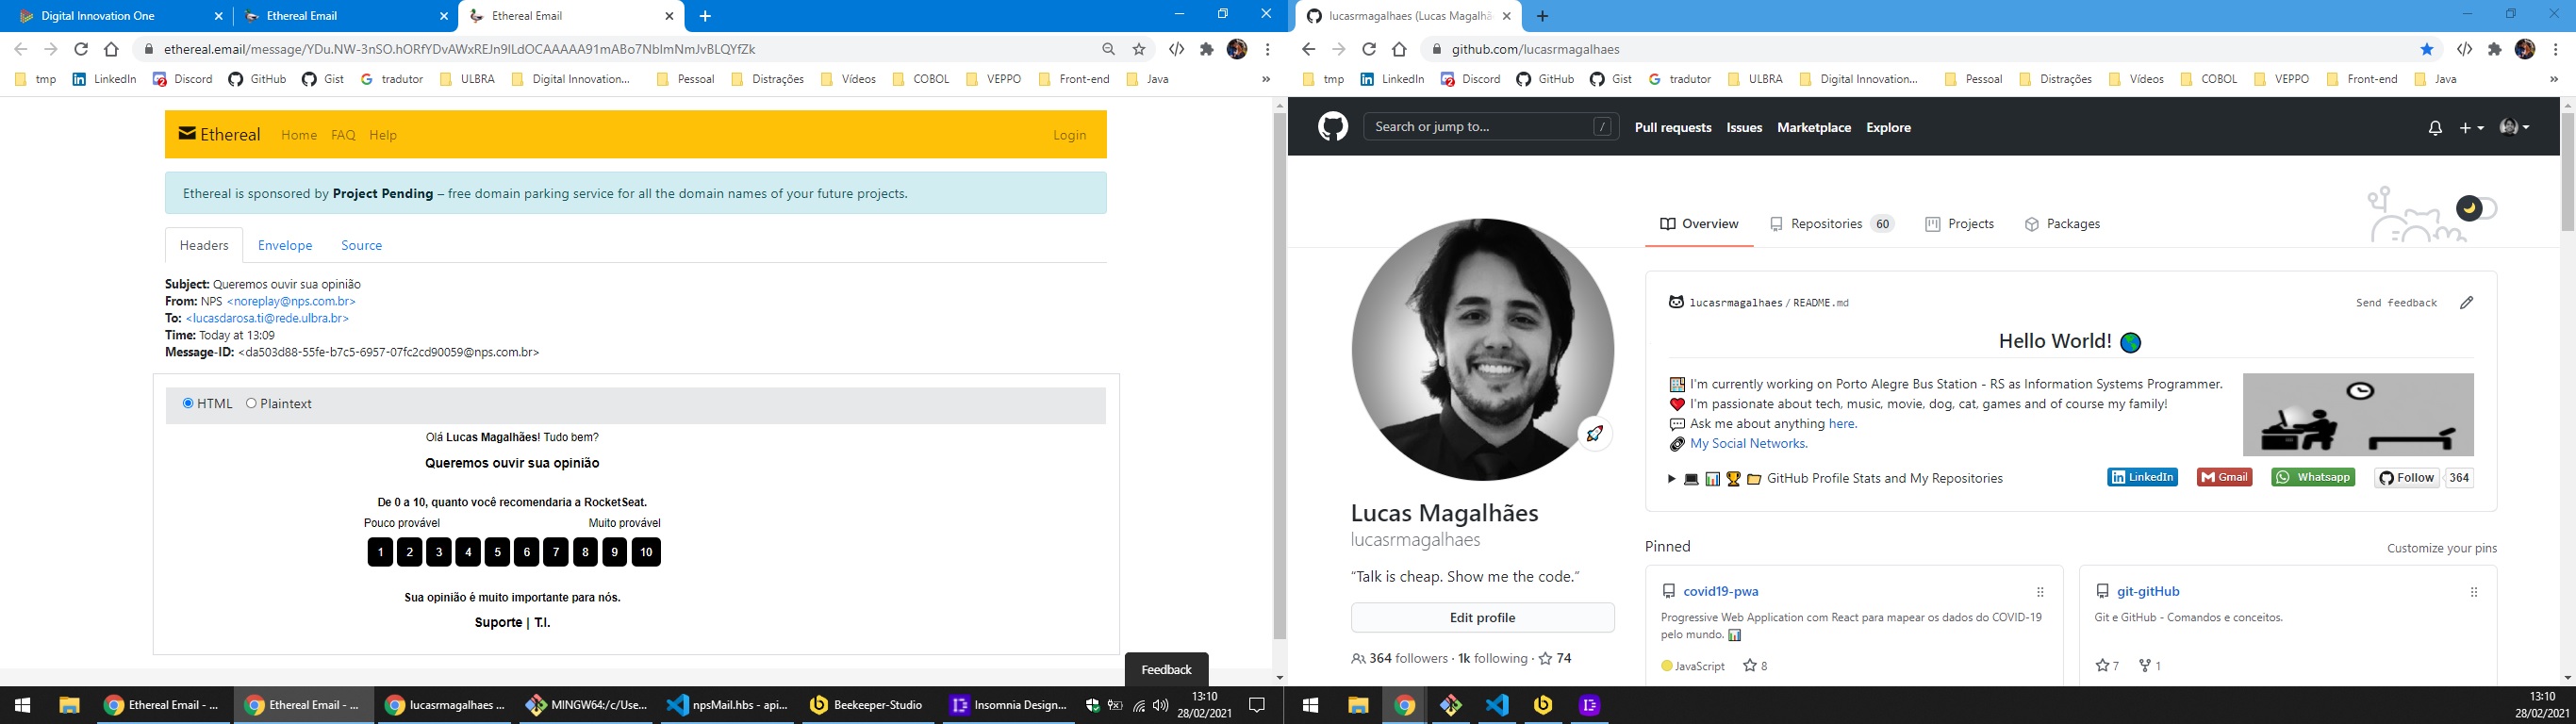 Digital Innovation One
Ethereal Email
Ethereal Email
ethereal.email/message/YDu.NW-3nSO.hORfYDvAWxREJn9ILdOCAAAAA91mABo7NbImNmJvBLQYfZk
tmp LinkedIn Discord GitHub Gist tradutor ULBRA Digital Innovation... Pessoal Distrações Vídeos COBOL VEPPO Front-end Java »
Ethereal Home FAQ Help Login
Ethereal is sponsored by Project Pending – free domain parking service for all the domain names of your future projects.
Headers Envelope Source
Subject: Queremos ouvir sua opinião
From: NPS <noreplay@nps.com.br>
To: <lucasdarosa.ti@rede.ulbra.br>
Time: Today at 13:09
Message-ID: <da503d88-55fe-b7c5-6957-07fc2cd90059@nps.com.br>
HTML Plaintext
Olá Lucas Magalhães! Tudo bem?
Queremos ouvir sua opinião
De 0 a 10, quanto você recomendaria a RocketSeat.
Pouco provável Muito provável
1 2 3 4 5 6 7 8 9 10
Sua opinião é muito importante para nós.
Suporte | T.I.
Feedback
Ethereal Email - ... Ethereal Email - ... lucasrmagalhaes ... MINGW64:/c/Use... npsMail.hbs - api... Beekeeper-Studio Insomnia Design...
13:10
28/02/2021
lucasrmagalhaes (Lucas Magalhã
github.com/lucasrmagalhaes
tmp LinkedIn Discord GitHub Gist tradutor ULBRA Digital Innovation... Pessoal Distrações Vídeos COBOL VEPPO Front-end Java »
Search or jump to... / Pull requests Issues Marketplace Explore
Overview Repositories 60 Projects Packages
lucasrmagalhaes/README.md Send feedback
Hello World!
I'm currently working on Porto Alegre Bus Station - RS as Information Systems Programmer.
I'm passionate about tech, music, movie, dog, cat, games and of course my family!
Ask me about anything here.
My Social Networks.
GitHub Profile Stats and My Repositories
LinkedIn Gmail Whatsapp Follow 364
Lucas Magalhães
lucasrmagalhaes
“Talk is cheap. Show me the code.”
Edit profile
364 followers · 1k following · 74
Pinned Customize your pins
covid19-pwa
Progressive Web Application com React para mapear os dados do COVID-19
pelo mundo.
JavaScript 8
git-gitHub
Git e GitHub - Comandos e conceitos.
7 1
13:10
28/02/2021